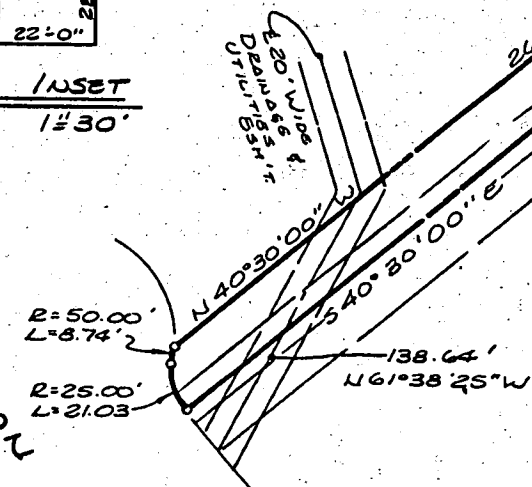 22'-0"
INSET
1"=30'
℄ 20' WIDE
DRAINAGE &
UTILITIES
ESM'T.
N 40°30'00" W
S 40°30'00" E
R=50.00'
L=8.74'
R=25.00'
L=21.03
138.64'
N61°38'25"W